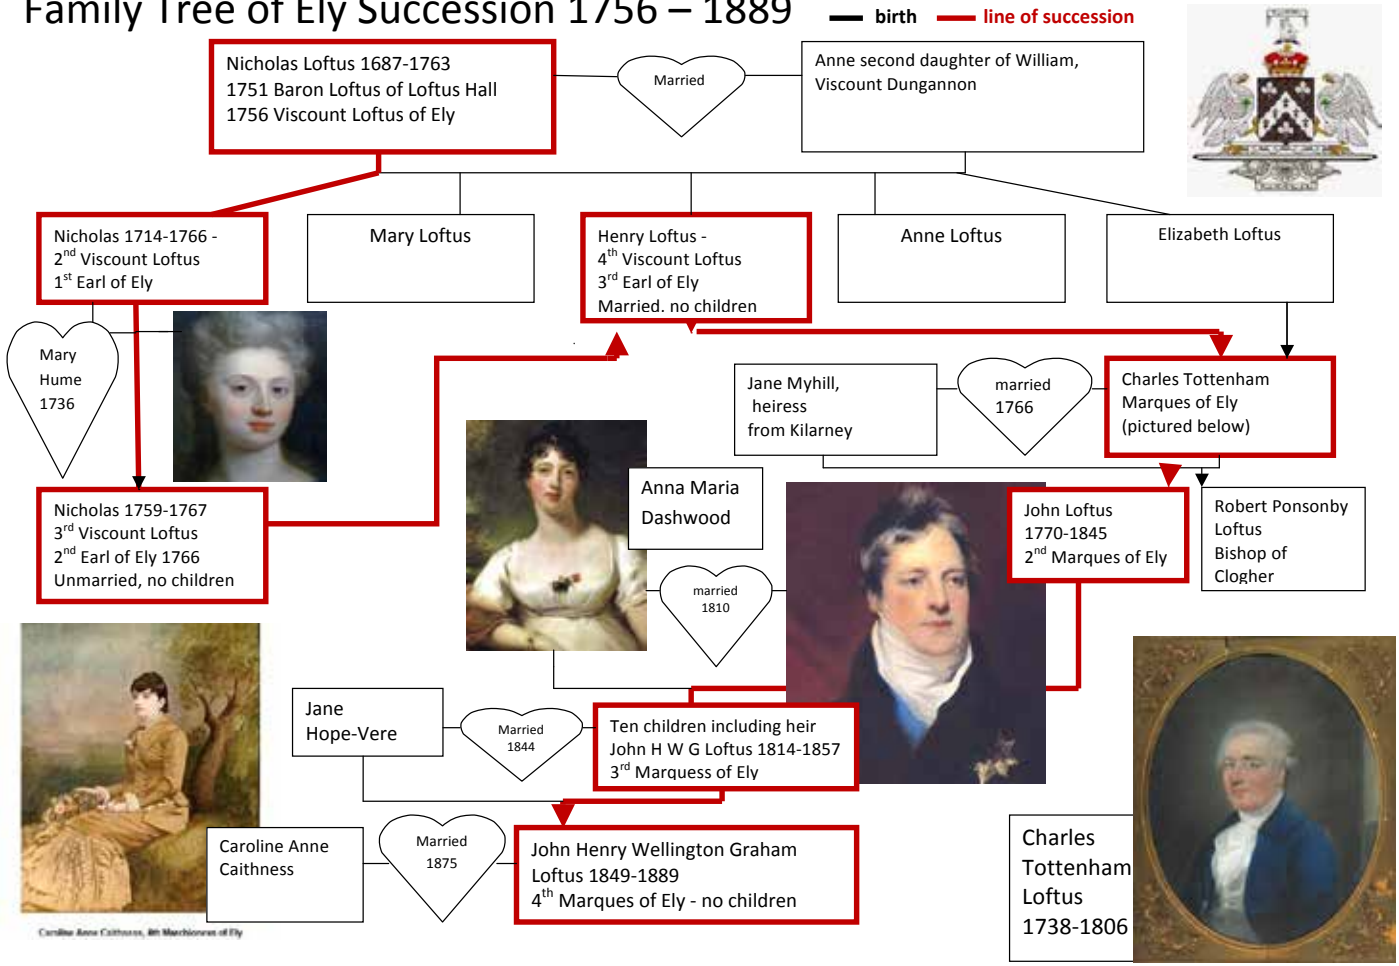 Family Tree of Ely Succession 1756 – 1889
birth
line of succession
Nicholas Loftus 1687-1763
1751 Baron Loftus of Loftus Hall
1756 Viscount Loftus of Ely
Married
Anne second daughter of William,
Viscount Dungannon
Nicholas 1714-1766 -
2nd Viscount Loftus
1st Earl of Ely
Mary Loftus
Henry Loftus -
4th Viscount Loftus
3rd Earl of Ely
Married. no children
Anne Loftus
Elizabeth Loftus
Mary
Hume
1736
Jane Myhill,
heiress
from Kilarney
married
1766
Charles Tottenham
Marques of Ely
(pictured below)
Nicholas 1759-1767
3rd Viscount Loftus
2nd Earl of Ely 1766
Unmarried, no children
Anna Maria
Dashwood
married
1810
John Loftus
1770-1845
2nd Marques of Ely
Robert Ponsonby
Loftus
Bishop of
Clogher
Jane
Hope-Vere
Married
1844
Ten children including heir
John H W G Loftus 1814-1857
3rd Marquess of Ely
Caroline Anne
Caithness
Married
1875
John Henry Wellington Graham
Loftus 1849-1889
4th Marques of Ely - no children
Charles
Tottenham
Loftus
1738-1806
Caroline Anne Caithness, 4th Marchioness of Ely